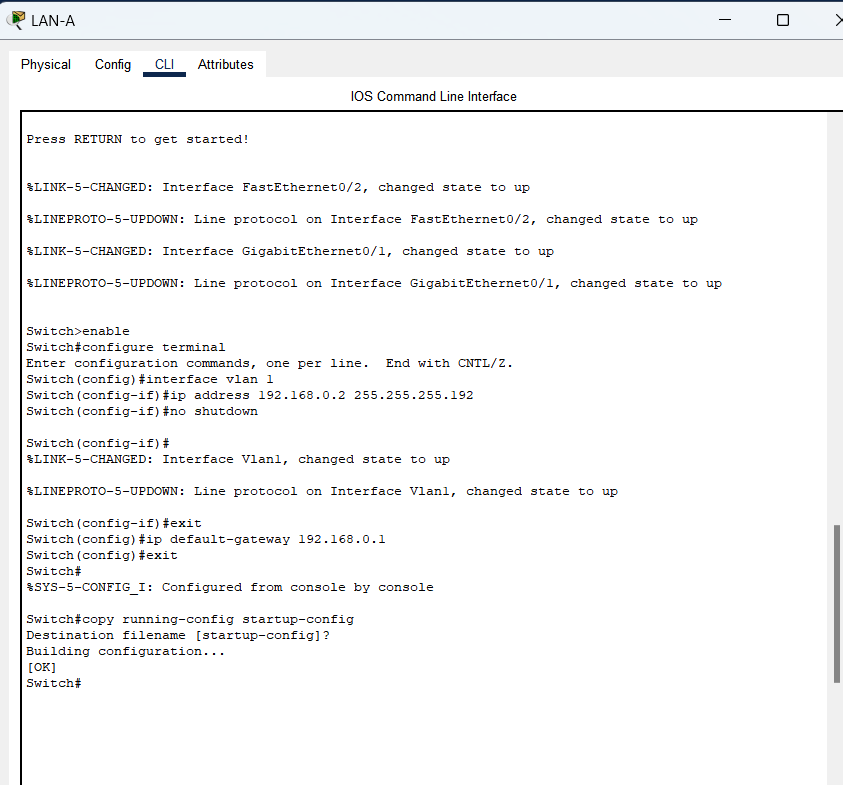 LAN-A
Physical Config CLI Attributes
IOS Command Line Interface
Press RETURN to get started!
%LINK-5-CHANGED: Interface FastEthernet0/2, changed state to up
%LINEPROTO-5-UPDOWN: Line protocol on Interface FastEthernet0/2, changed state to up
%LINK-5-CHANGED: Interface GigabitEthernet0/1, changed state to up
%LINEPROTO-5-UPDOWN: Line protocol on Interface GigabitEthernet0/1, changed state to up
Switch>enable
Switch#configure terminal
Enter configuration commands, one per line.  End with CNTL/Z.
Switch(config)#interface vlan 1
Switch(config-if)#ip address 192.168.0.2 255.255.255.192
Switch(config-if)#no shutdown
Switch(config-if)#
%LINK-5-CHANGED: Interface Vlan1, changed state to up
%LINEPROTO-5-UPDOWN: Line protocol on Interface Vlan1, changed state to up
Switch(config-if)#exit
Switch(config)#ip default-gateway 192.168.0.1
Switch(config)#exit
Switch#
%SYS-5-CONFIG_I: Configured from console by console
Switch#copy running-config startup-config
Destination filename [startup-config]?
Building configuration...
[OK]
Switch#